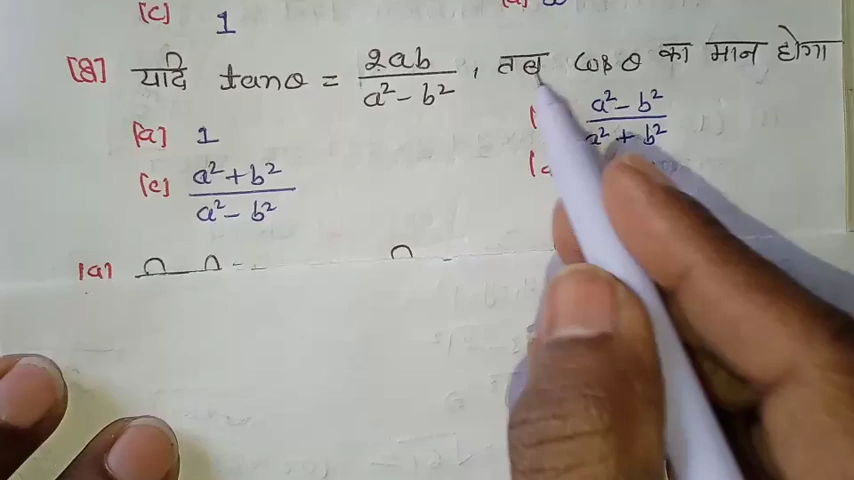 [c] 1
[8] यदि tanθ = 2ab / a² - b² , तब cosθ का मान होगा
[a] 1
a² - b² / a² + b²
[c] a² + b² / a² - b²